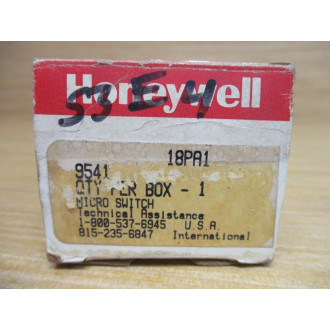 Honeywell
53E4
18PA1
9541
QTY PER BOX - 1
MICRO SWITCH
Technical Assistance
1-800-537-6945 U.S.A.
815-235-6847 International